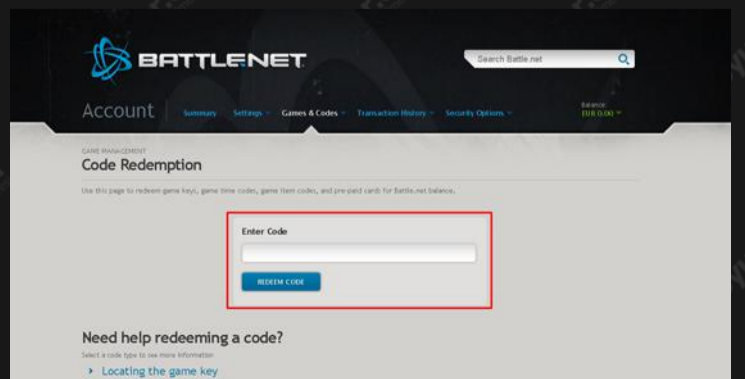 BATTLE.NET
Search Battle.net
Account
Summary Settings Games & Codes Transaction History Security Options
Balance
EUR 0.00
GAME MANAGEMENT
Code Redemption
Use this page to redeem game keys, game time codes, game item codes, and pre-paid cards for Battle.net balance.
Enter Code
REDEEM CODE
Need help redeeming a code?
Select a code type to see more information
Locating the game key